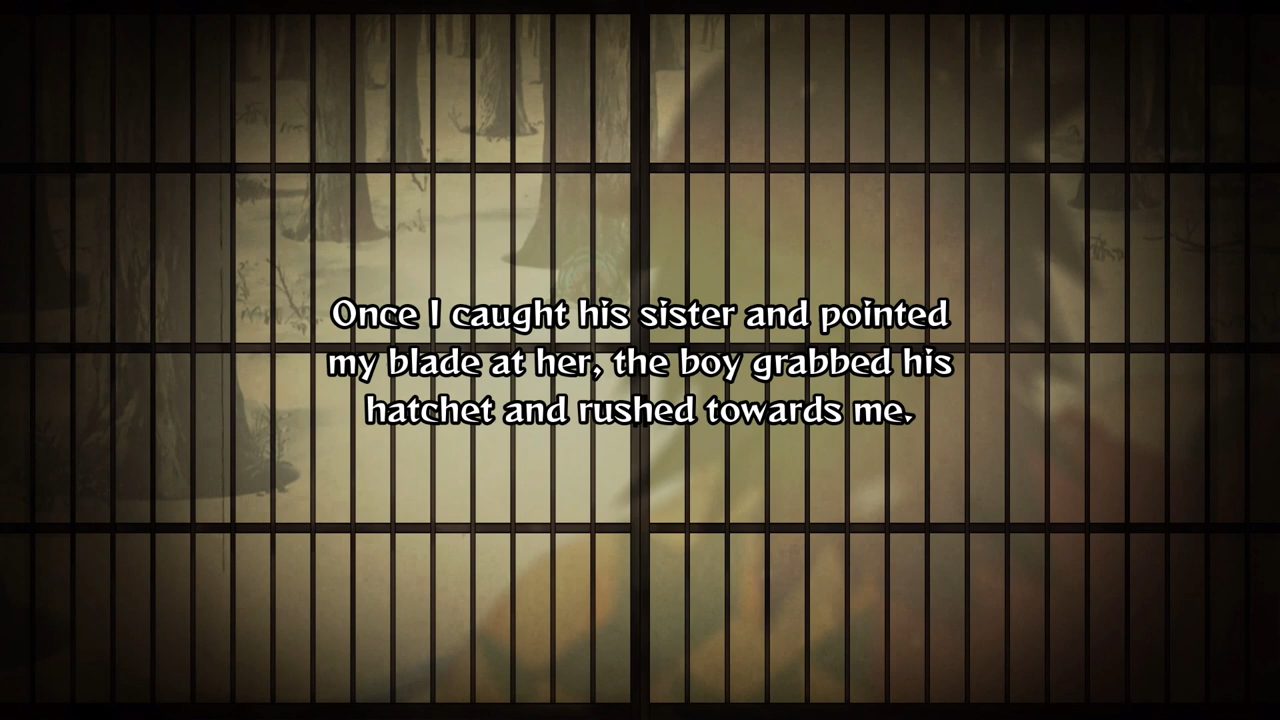 Once I caught his sister and pointed
my blade at her, the boy grabbed his
hatchet and rushed towards me.